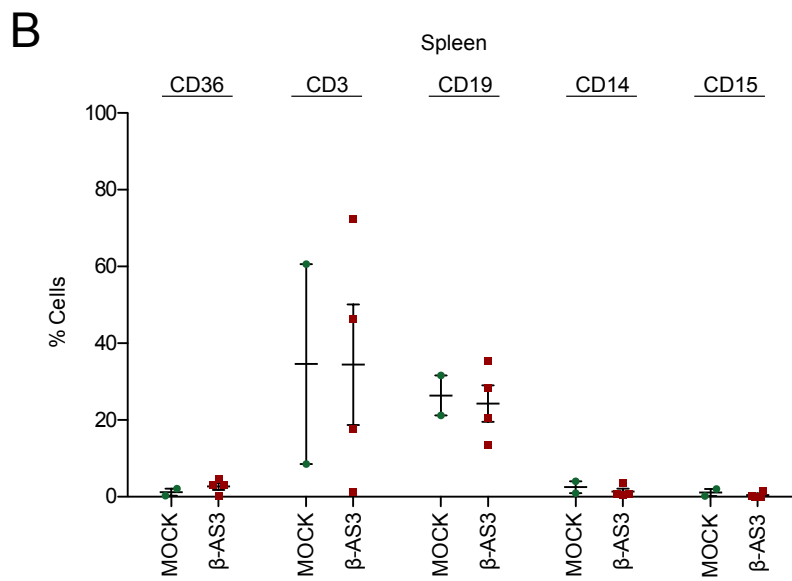 B
Spleen
CD36 CD3 CD19 CD14 CD15
100
80
60
40
20
0
% Cells
MOCK β-AS3 MOCK β-AS3 MOCK β-AS3 MOCK β-AS3 MOCK β-AS3